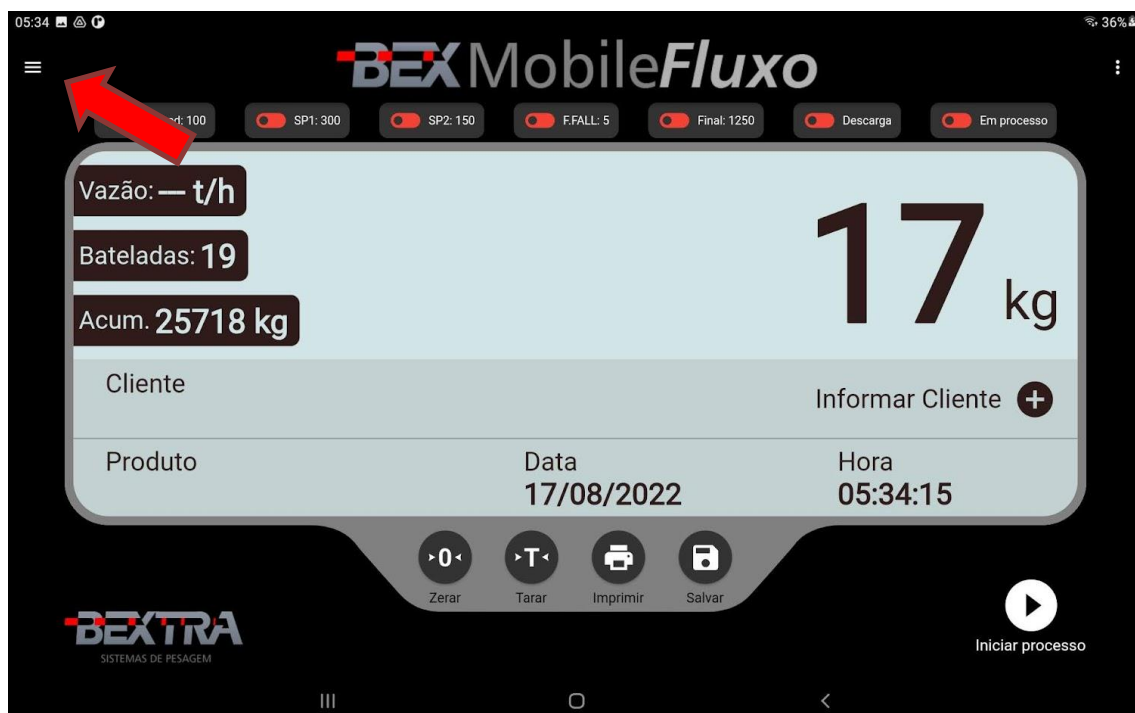 05:34 36%
BEX MobileFluxo
d: 100 SP1: 300 SP2: 150 F.FALL: 5 Final: 1250 Descarga Em processo
Vazão: --- t/h
Bateladas: 19
17 kg
Acum. 25718 kg
Cliente
Informar Cliente
Produto Data Hora
17/08/2022 05:34:15
0 T
Zerar Tarar Imprimir Salvar
BEXTRA
SISTEMAS DE PESAGEM
Iniciar processo